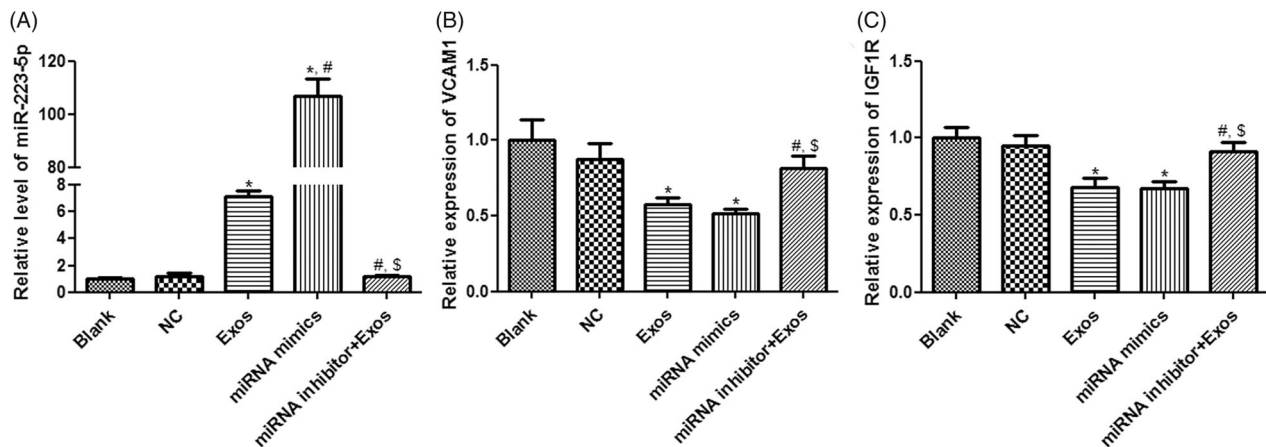 (A)
Relative level of miR-223-5p
120
100
80
8
6
4
2
0
*
*, #
#, $
Blank
NC
Exos
miRNA mimics
miRNA inhibitor+Exos
(B)
Relative expression of VCAM1
1.5
1.0
0.5
0.0
*
*
#, $
Blank
NC
Exos
miRNA mimics
miRNA inhibitor+Exos
(C)
Relative expression of IGF1R
1.5
1.0
0.5
0.0
*
*
#, $
Blank
NC
Exos
miRNA mimics
miRNA inhibitor+Exos